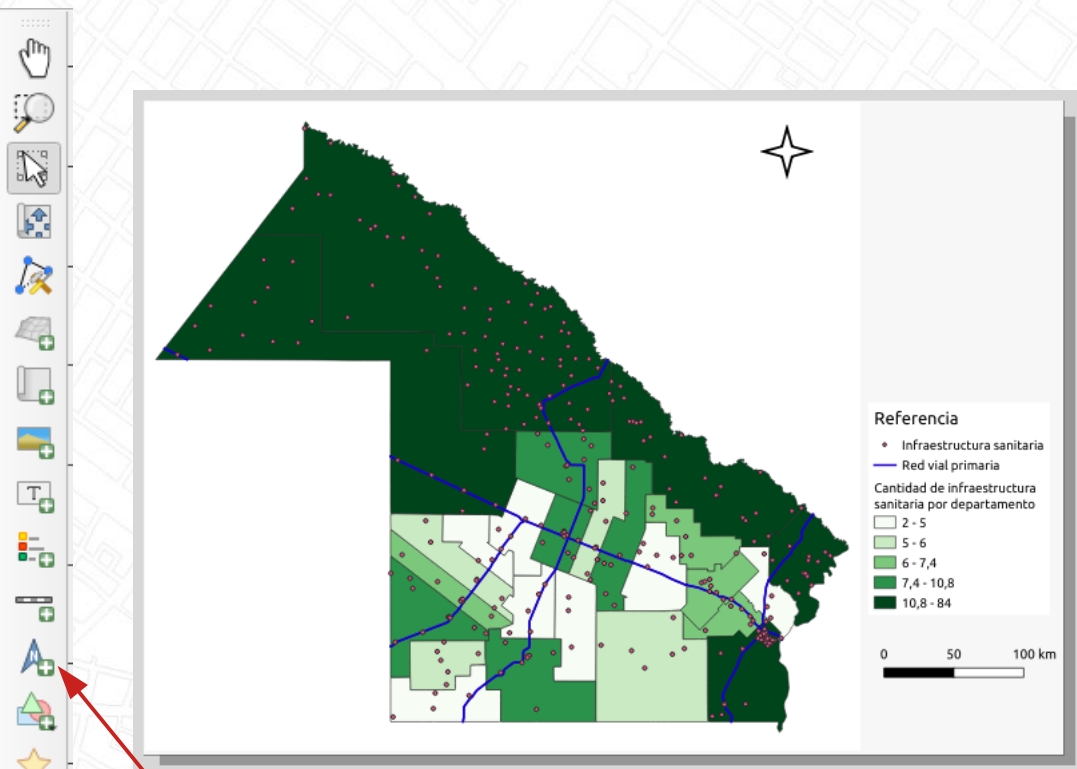 T
N
Referencia
Infraestructura sanitaria
Red vial primaria
Cantidad de infraestructura
sanitaria por departamento
2 - 5
5 - 6
6 - 7,4
7,4 - 10,8
10,8 - 84
0 50 100 km